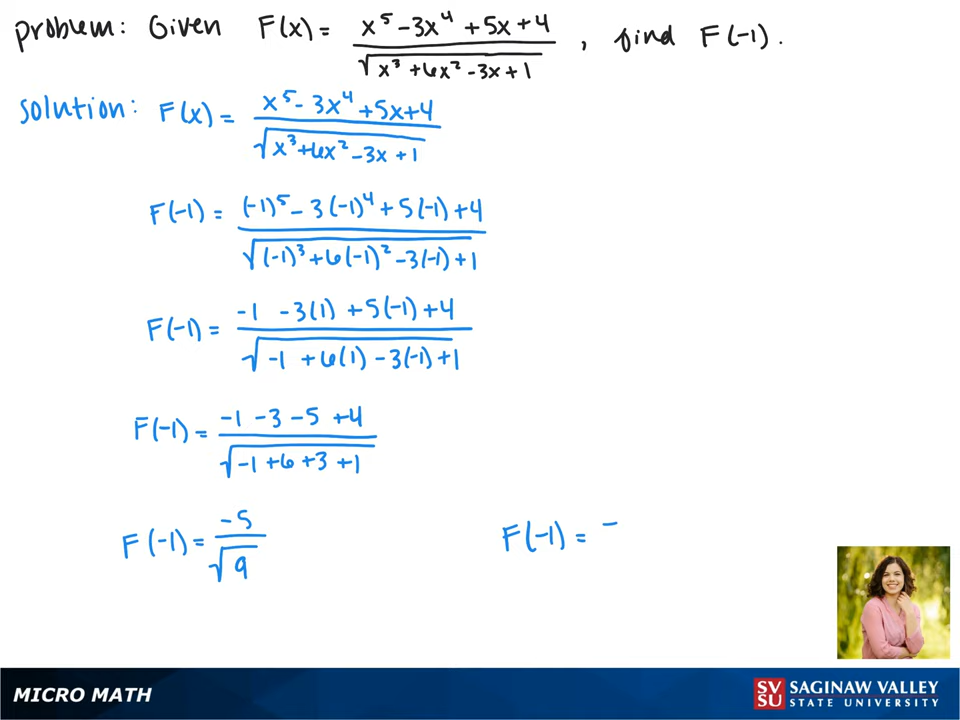 problem: Given F(x) = (x⁵ - 3x⁴ + 5x + 4)/√(x³ + 6x² - 3x + 1), find F(-1).
solution: F(x) = (x⁵ - 3x⁴ + 5x + 4)/√(x³ + 6x² - 3x + 1)
F(-1) = ((-1)⁵ - 3(-1)⁴ + 5(-1) + 4)/√((-1)³ + 6(-1)² - 3(-1) + 1)
F(-1) = (-1 - 3(1) + 5(-1) + 4)/√(-1 + 6(1) - 3(-1) + 1)
F(-1) = (-1 - 3 - 5 + 4)/√(-1 + 6 + 3 + 1)
F(-1) = -5/√9
F(-1) = -
MICRO MATH
SVSU SAGINAW VALLEY
STATE UNIVERSITY